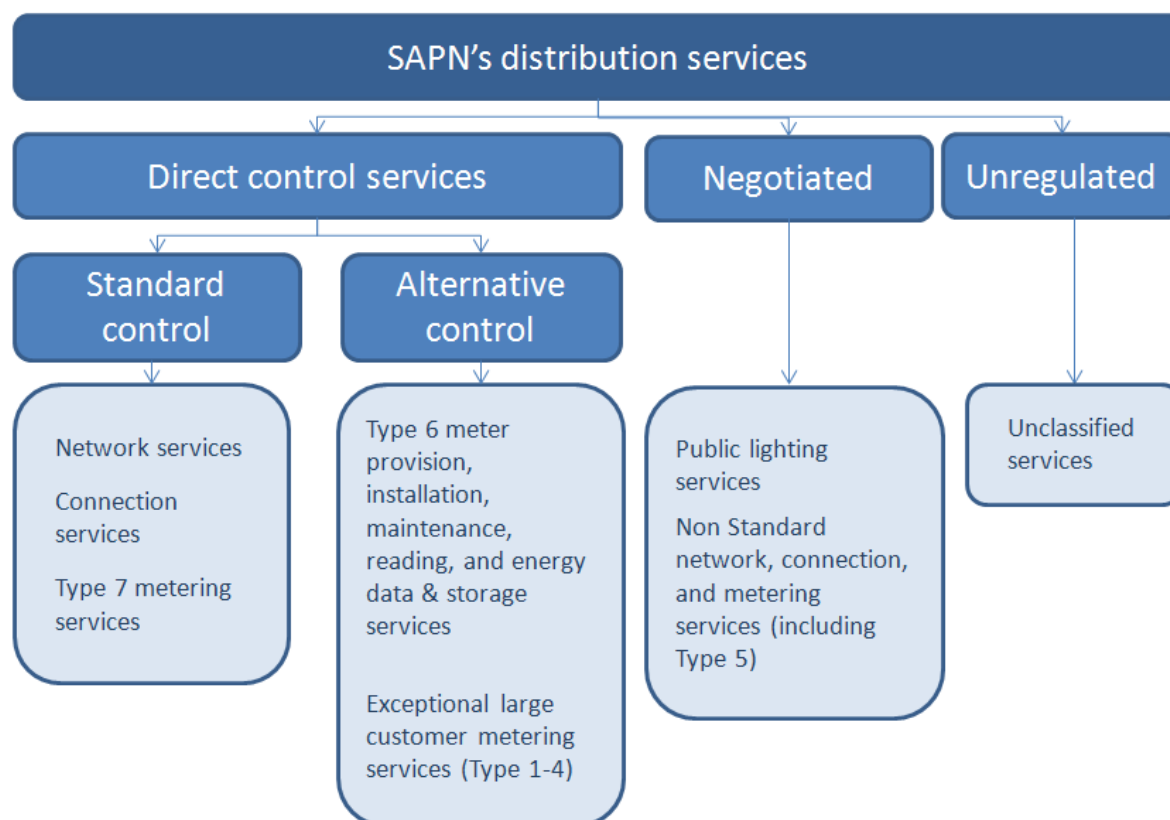 SAPN's distribution services
Direct control services
Negotiated
Unregulated
Standard
control
Alternative
control
Network services
Connection
services
Type 7 metering
services
Type 6 meter
provision,
installation,
maintenance,
reading, and energy
data & storage
services
Exceptional large
customer metering
services (Type 1-4)
Public lighting
services
Non Standard
network, connection,
and metering
services (including
Type 5)
Unclassified
services